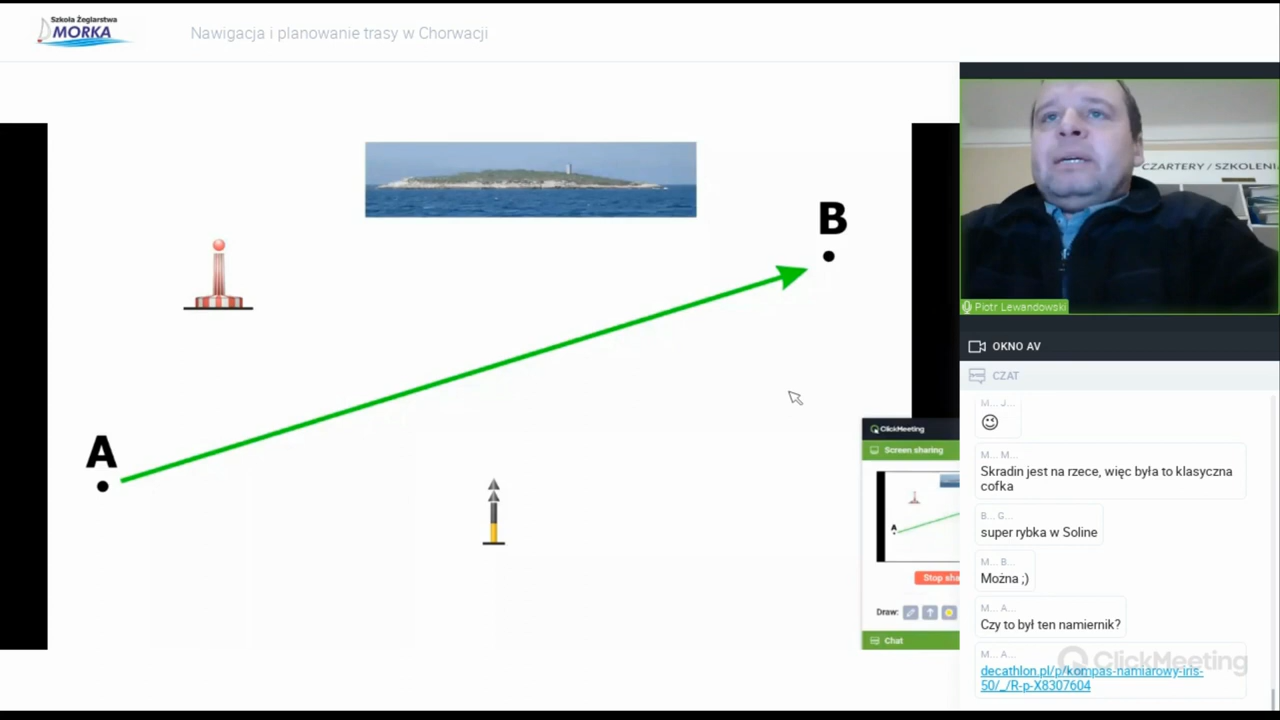 Szkoła Żeglarstwa
MORKA
Nawigacja i planowanie trasy w Chorwacji
CZARTERY / SZKOLENI
Piotr Lewandowski
OKNO AV
CZAT
M... J...
M... M...
Skradin jest na rzece, więc była to klasyczna
cofka
B... G...
super rybka w Soline
M... B...
Można ;)
M... A...
Czy to był ten namiernik?
M... A...
decathlon.pl/p/kompas-namiarowy-iris-
50/_/R-p-X8307604
ClickMeeting
B
A
ClickMeeting
Screen sharing
A
Stop sha
Draw:
Chat